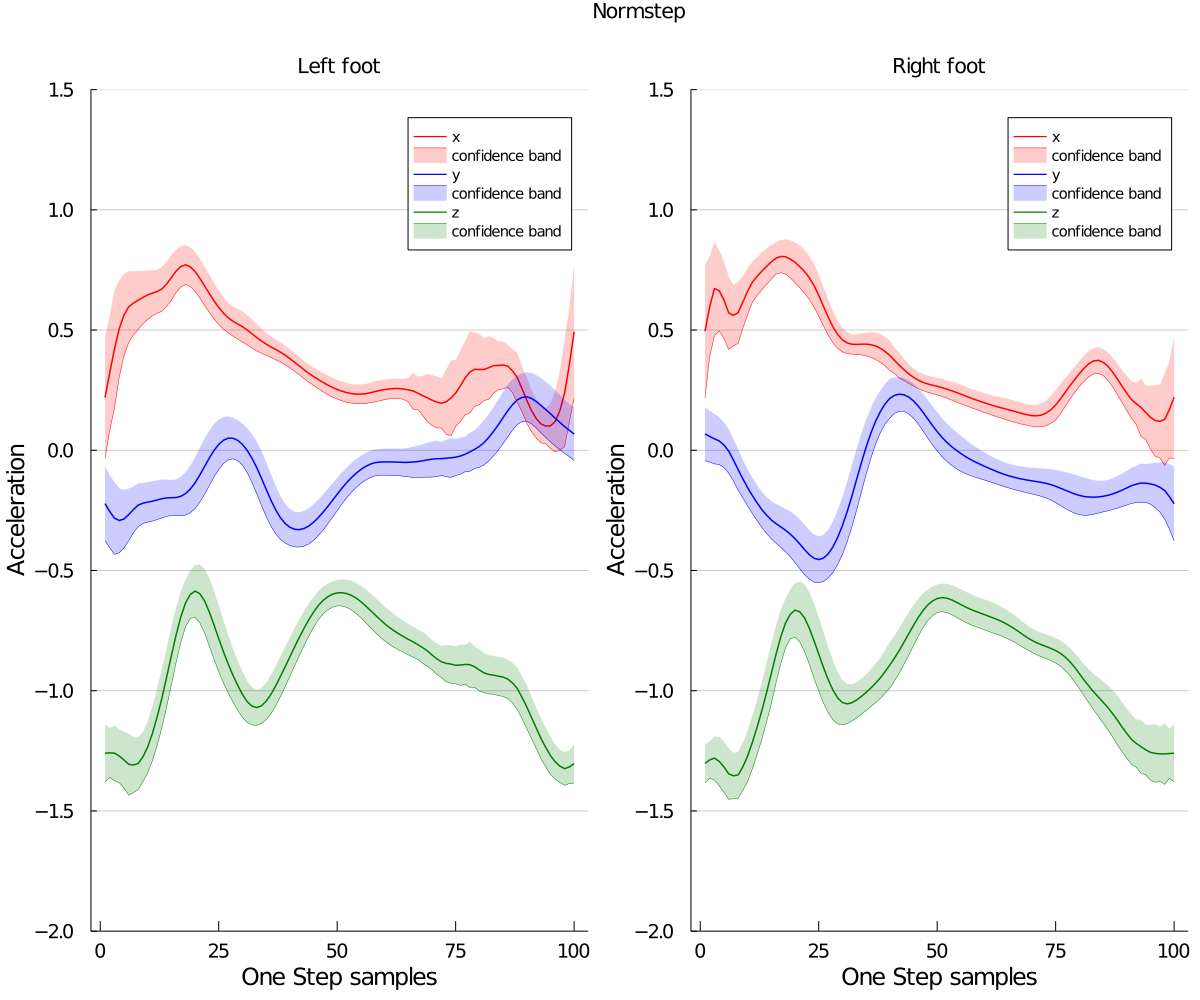 Normstep
Left foot
1.5
1.0
0.5
0.0
−0.5
−1.0
−1.5
−2.0
Acceleration
x
confidence band
y
confidence band
z
confidence band
0 25 50 75 100
One Step samples
Right foot
1.5
1.0
0.5
0.0
−0.5
−1.0
−1.5
−2.0
Acceleration
x
confidence band
y
confidence band
z
confidence band
0 25 50 75 100
One Step samples